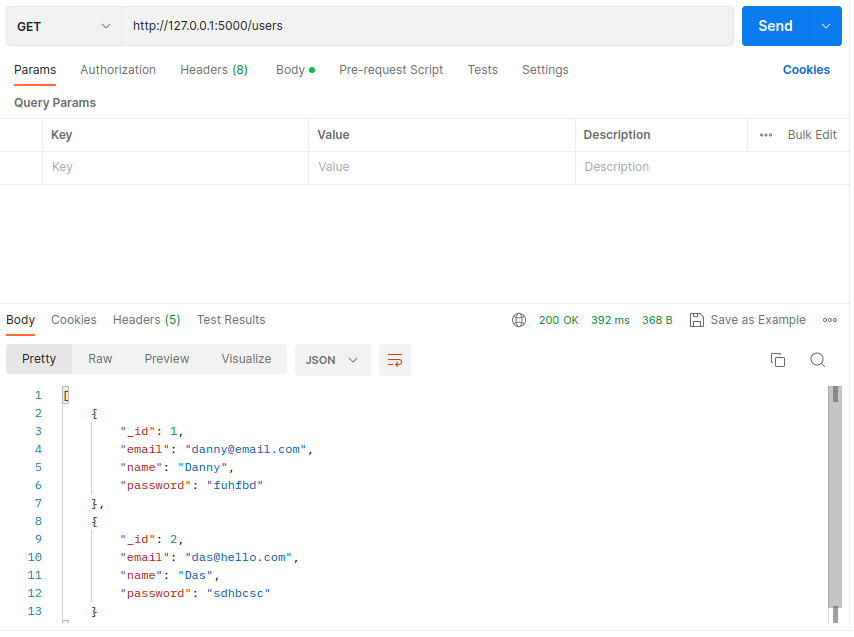 GET http://127.0.0.1:5000/users Send
Params Authorization Headers (8) Body Pre-request Script Tests Settings Cookies
Query Params
Key Value Description Bulk Edit
Key Value Description
Body Cookies Headers (5) Test Results 200 OK 392 ms 368 B Save as Example
Pretty Raw Preview Visualize JSON
1 [
2 {
3 "_id": 1,
4 "email": "danny@email.com",
5 "name": "Danny",
6 "password": "fuhfbd"
7 },
8 {
9 "_id": 2,
10 "email": "das@hello.com",
11 "name": "Das",
12 "password": "sdhbcsc"
13 }